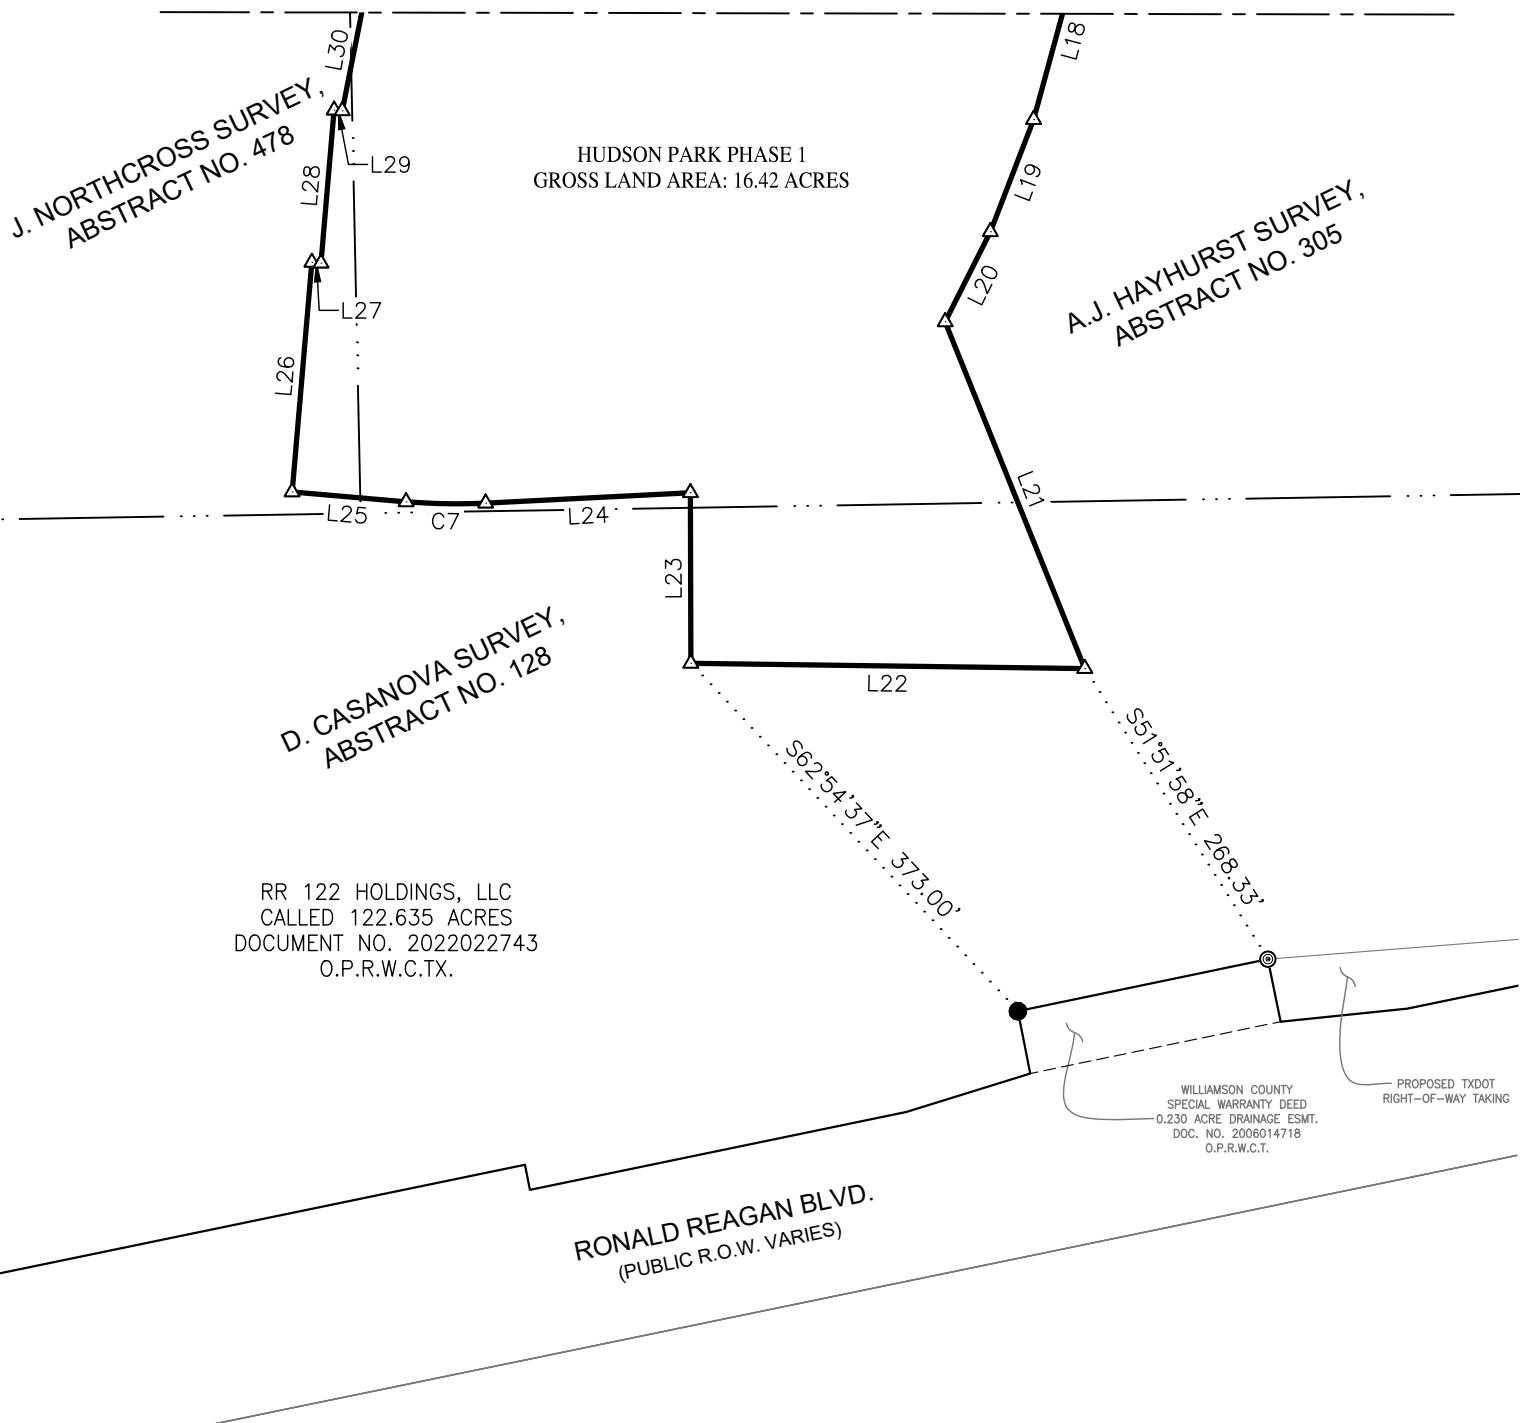 L30
L18
J. NORTHCROSS SURVEY,
ABSTRACT NO. 478
L29
L28
HUDSON PARK PHASE 1
GROSS LAND AREA: 16.42 ACRES
L19
A.J. HAYHURST SURVEY,
ABSTRACT NO. 305
L20
L27
L26
L21
L25
C7
L24
L23
D. CASANOVA SURVEY,
ABSTRACT NO. 128
L22
S62°54'37"E 373.00'
S51°51'58"E 268.33'
RR 122 HOLDINGS, LLC
CALLED 122.635 ACRES
DOCUMENT NO. 2022022743
O.P.R.W.C.TX.
WILLIAMSON COUNTY
SPECIAL WARRANTY DEED
0.230 ACRE DRAINAGE ESMT.
DOC. NO. 2006014718
O.P.R.W.C.T.
PROPOSED TXDOT
RIGHT-OF-WAY TAKING
RONALD REAGAN BLVD.
(PUBLIC R.O.W. VARIES)